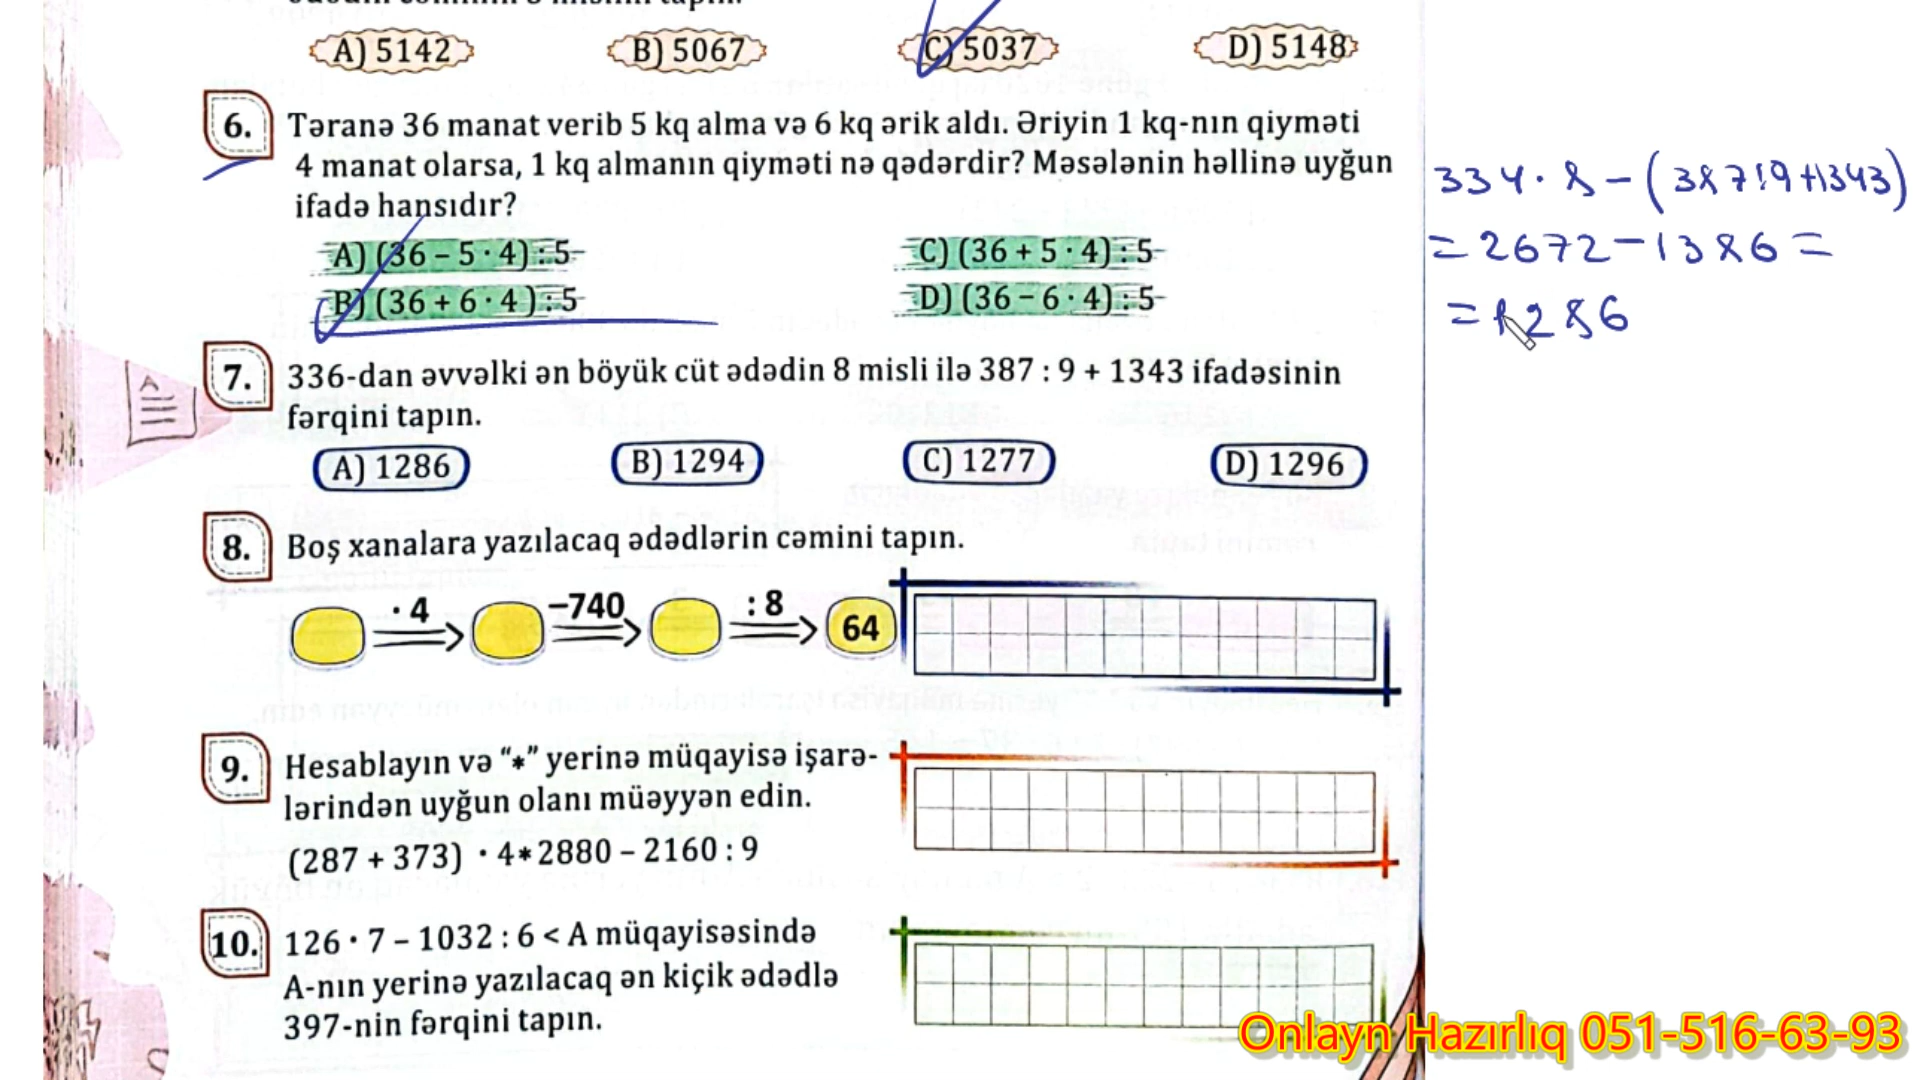 A) 5142 B) 5067 C) 5037 D) 5148
6. Təranə 36 manat verib 5 kq alma və 6 kq ərik aldı. Əriyin 1 kq-nın qiyməti
4 manat olarsa, 1 kq almanın qiyməti nə qədərdir? Məsələnin həllinə uyğun
ifadə hansıdır?
A) (36 – 5 · 4) : 5 C) (36 + 5 · 4) : 5
B) (36 + 6 · 4) : 5 D) (36 – 6 · 4) : 5
334 · 8 – (387:9+1343)
= 2672 – 1386 =
= 1286
7. 336-dan əvvəlki ən böyük cüt ədədin 8 misli ilə 387 : 9 + 1343 ifadəsinin
fərqini tapın.
A) 1286 B) 1294 C) 1277 D) 1296
8. Boş xanalara yazılacaq ədədlərin cəmini tapın.
· 4 –740 : 8 64
9. Hesablayın və “*” yerinə müqayisə işarə-
lərindən uyğun olanı müəyyən edin.
(287 + 373) · 4*2880 – 2160 : 9
10. 126 · 7 – 1032 : 6 < A müqayisəsində
A-nın yerinə yazılacaq ən kiçik ədədlə
397-nin fərqini tapın.
Onlayn Hazırlıq 051-516-63-93